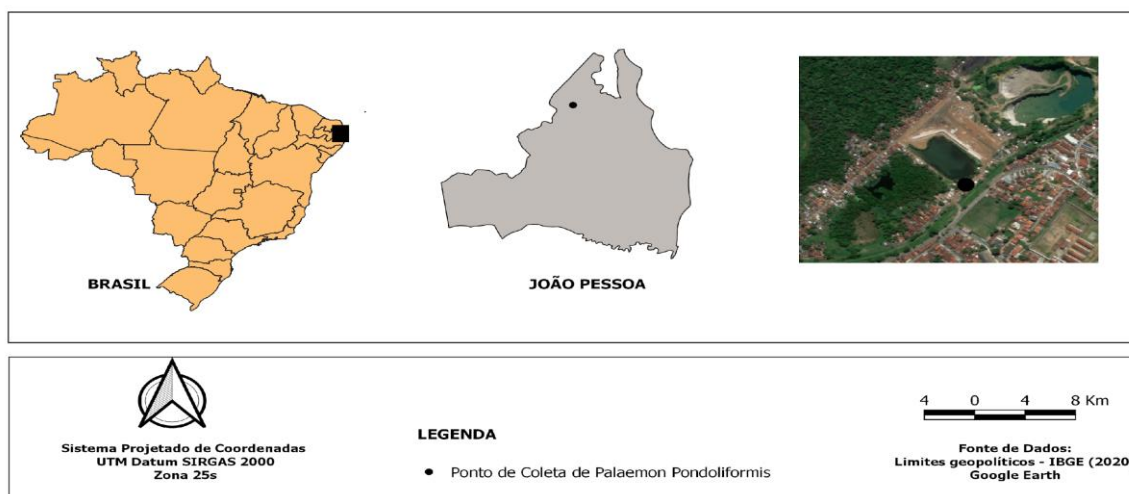 BRASIL
JOÃO PESSOA
Sistema Projetado de Coordenadas
UTM Datum SIRGAS 2000
Zona 25s
LEGENDA
Ponto de Coleta de Palaemon Pondoliformis
4 0 4 8 Km
Fonte de Dados:
Limites geopolíticos - IBGE (2020
Google Earth